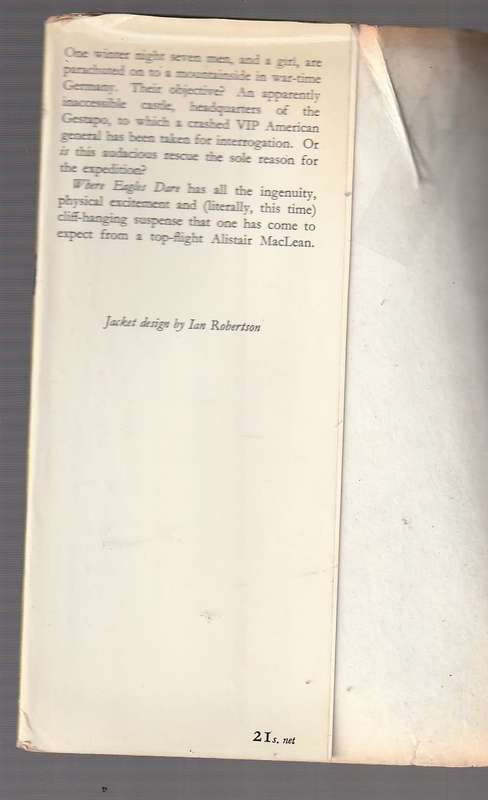 One winter night seven men, and a girl, are
parachuted on to a mountainside in war-time
Germany. Their objective? An apparently
inaccessible castle, headquarters of the
Gestapo, to which a crashed VIP American
general has been taken for interrogation. Or
is this audacious rescue the sole reason for
the expedition?
Where Eagles Dare has all the ingenuity,
physical excitement and (literally, this time)
cliff-hanging suspense that one has come to
expect from a top-flight Alistair MacLean.
Jacket design by Ian Robertson
21s. net